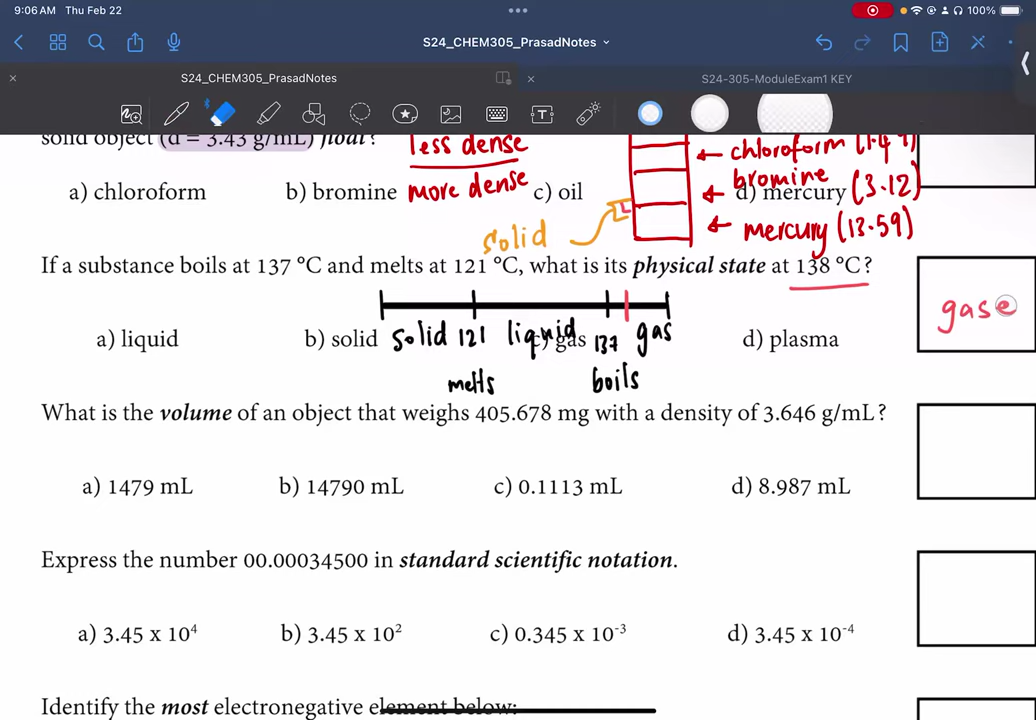 9:06 AM Thu Feb 22
100%
S24_CHEM305_PrasadNotes
S24_CHEM305_PrasadNotes
S24-305-ModuleExam1 KEY
solid object (d = 3.43 g/mL) float?
less dense
more dense
chloroform (1.49)
bromine (3.12)
mercury (13.59)
solid
a) chloroform b) bromine c) oil d) mercury
If a substance boils at 137 °C and melts at 121 °C, what is its physical state at 138 °C?
gase
a) liquid b) solid c) gas d) plasma
solid 121 liquid 137 gas
melts boils
What is the volume of an object that weighs 405.678 mg with a density of 3.646 g/mL?
a) 1479 mL b) 14790 mL c) 0.1113 mL d) 8.987 mL
Express the number 00.00034500 in standard scientific notation.
a) 3.45 x 10⁴ b) 3.45 x 10² c) 0.345 x 10⁻³ d) 3.45 x 10⁻⁴
Identify the most electronegative element below: